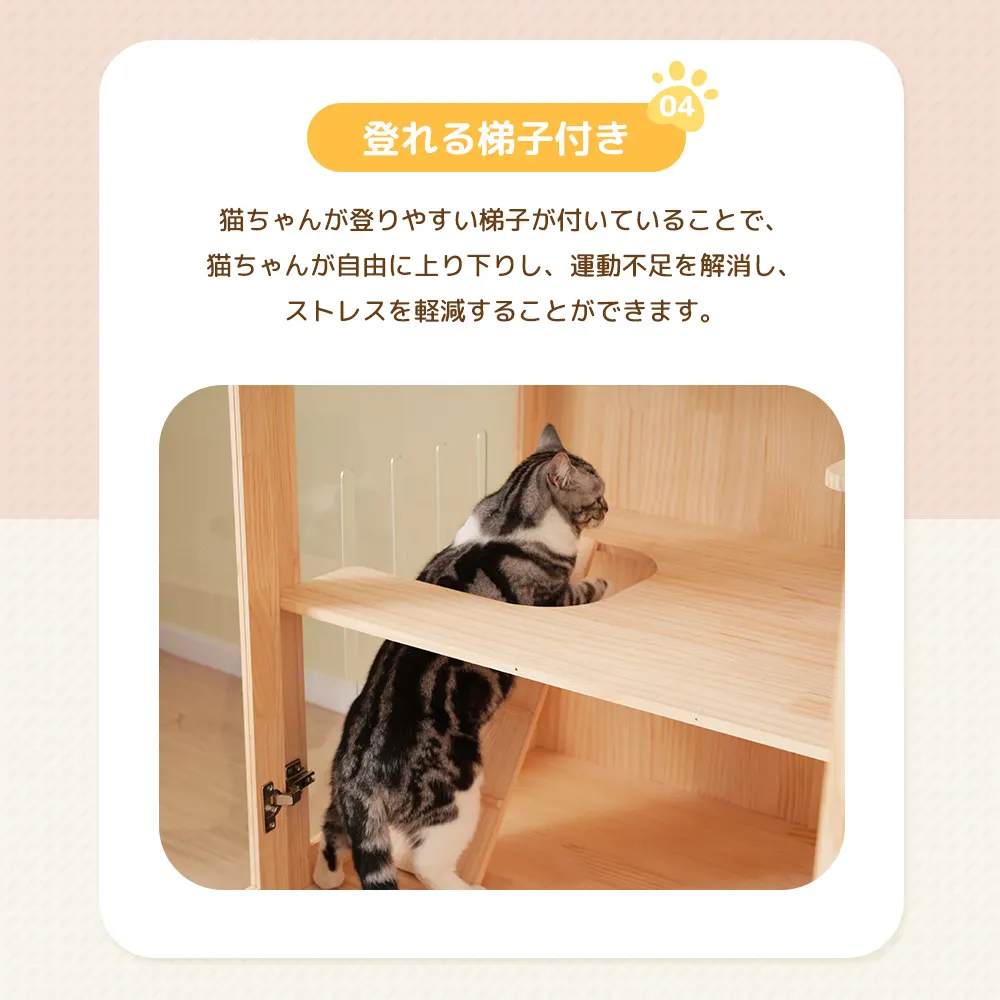 04
登れる梯子付き
猫ちゃんが登りやすい梯子が付いていることで、
猫ちゃんが自由に上り下りし、運動不足を解消し、
ストレスを軽減することができます。